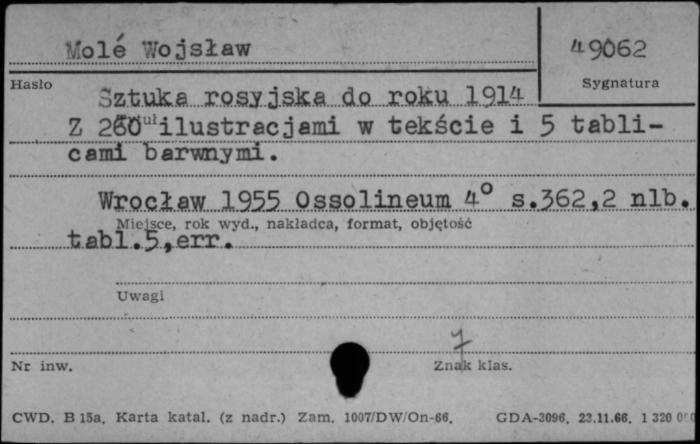 Molé Wojsław
49062
Hasło
Sygnatura
Sztuka rosyjska do roku 1914
Z 260 ilustracjami w tekście i 5 tabli-
cami barwnymi.
Wrocław 1955 Ossolineum 4° s.362,2 nlb.
Miejsce, rok wyd., nakładca, format, objętość
tabl.5,err.
Uwagi
7
Nr inw.
Znak klas.
CWD. B 15a. Karta katal. (z nadr.) Zam. 1007/DW/On-66. GDA-3096. 23.11.66. 1 320 000